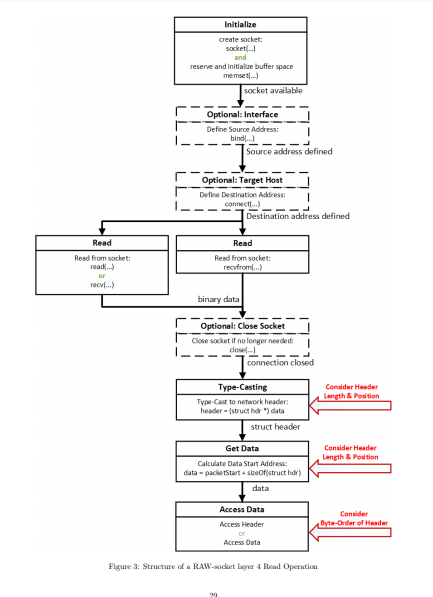 Initialize
create socket:
socket(...)
and
reserve and initialize buffer space
memset(...)
socket available
Optional: Interface
Define Source Address:
bind(...)
Source address defined
Optional: Target Host
Define Destination Address:
connect(...)
Destination address defined
Read
Read from socket:
read(...)
or
recv(...)
Read
Read from socket:
recvfrom(...)
binary data
Optional: Close Socket
Close socket if no longer needed:
close(...)
connection closed
Type-Casting
Type-Cast to network header:
header = (struct hdr *) data
Consider Header
Length & Position
struct header
Get Data
Calculate Data Start Address:
data = packetStart + sizeOf(struct hdr)
Consider Header
Length & Position
data
Access Data
Access Header
or
Access Data
Consider
Byte-Order of Header
Figure 3: Structure of a RAW-socket layer 4 Read Operation
29